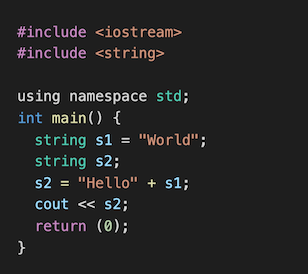 #include <iostream>
#include <string>

using namespace std;
int main() {
  string s1 = "World";
  string s2;
  s2 = "Hello" + s1;
  cout << s2;
  return (0);
}